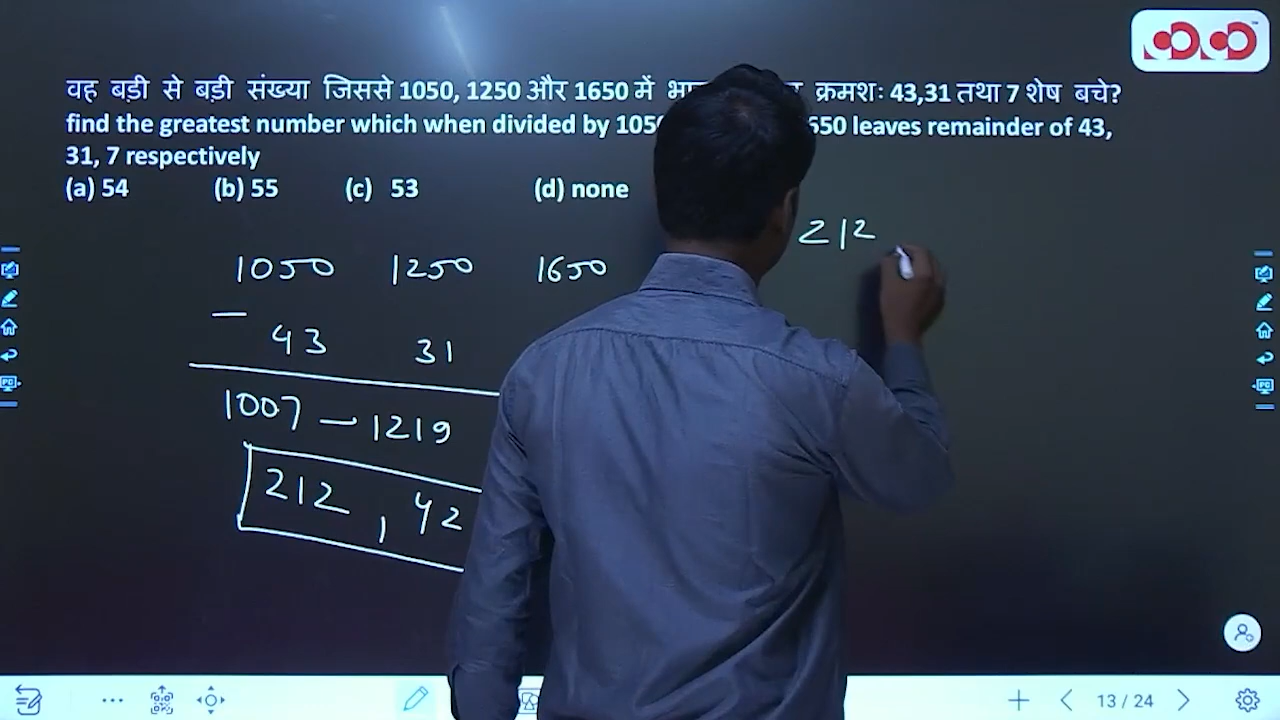 वह बड़ी से बड़ी संख्या जिससे 1050, 1250 और 1650 में क्रमशः 43,31 तथा 7 शेष बचे?
find the greatest number which when divided by 105 650 leaves remainder of 43,
31, 7 respectively
(a) 54 (b) 55 (c) 53 (d) none
212
1050 1250 1650
- 43 31
1007 - 1219
212, 42
13 / 24